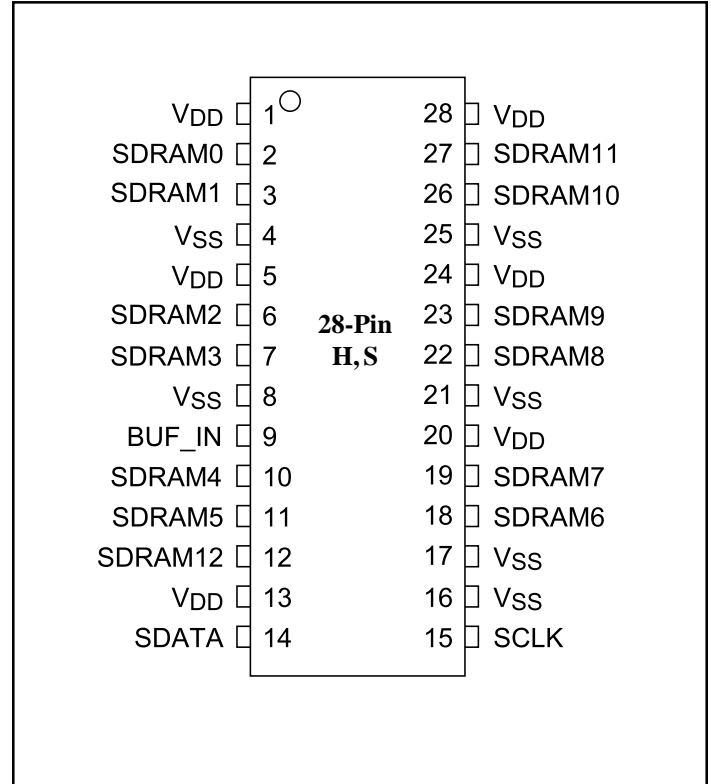 VDD 1 28 VDD
SDRAM0 2 27 SDRAM11
SDRAM1 3 26 SDRAM10
VSS 4 25 VSS
VDD 5 24 VDD
SDRAM2 6 23 SDRAM9
28-Pin
SDRAM3 7 22 SDRAM8
H,S
VSS 8 21 VSS
BUF_IN 9 20 VDD
SDRAM4 10 19 SDRAM7
SDRAM5 11 18 SDRAM6
SDRAM12 12 17 VSS
VDD 13 16 VSS
SDATA 14 15 SCLK